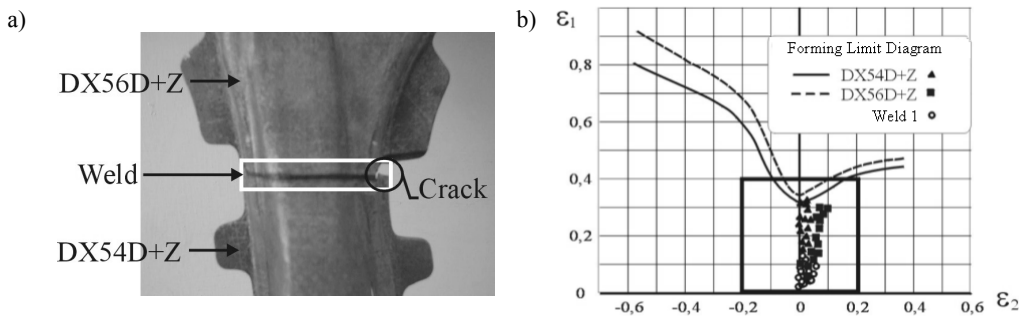 a)
DX56D+Z
Weld
Crack
DX54D+Z
b)
ε1
Forming Limit Diagram
DX54D+Z
DX56D+Z
Weld 1
0,8
0,6
0,4
0,2
0
-0,6 -0,4 -0,2 0 0,2 0,4 0,6
ε2